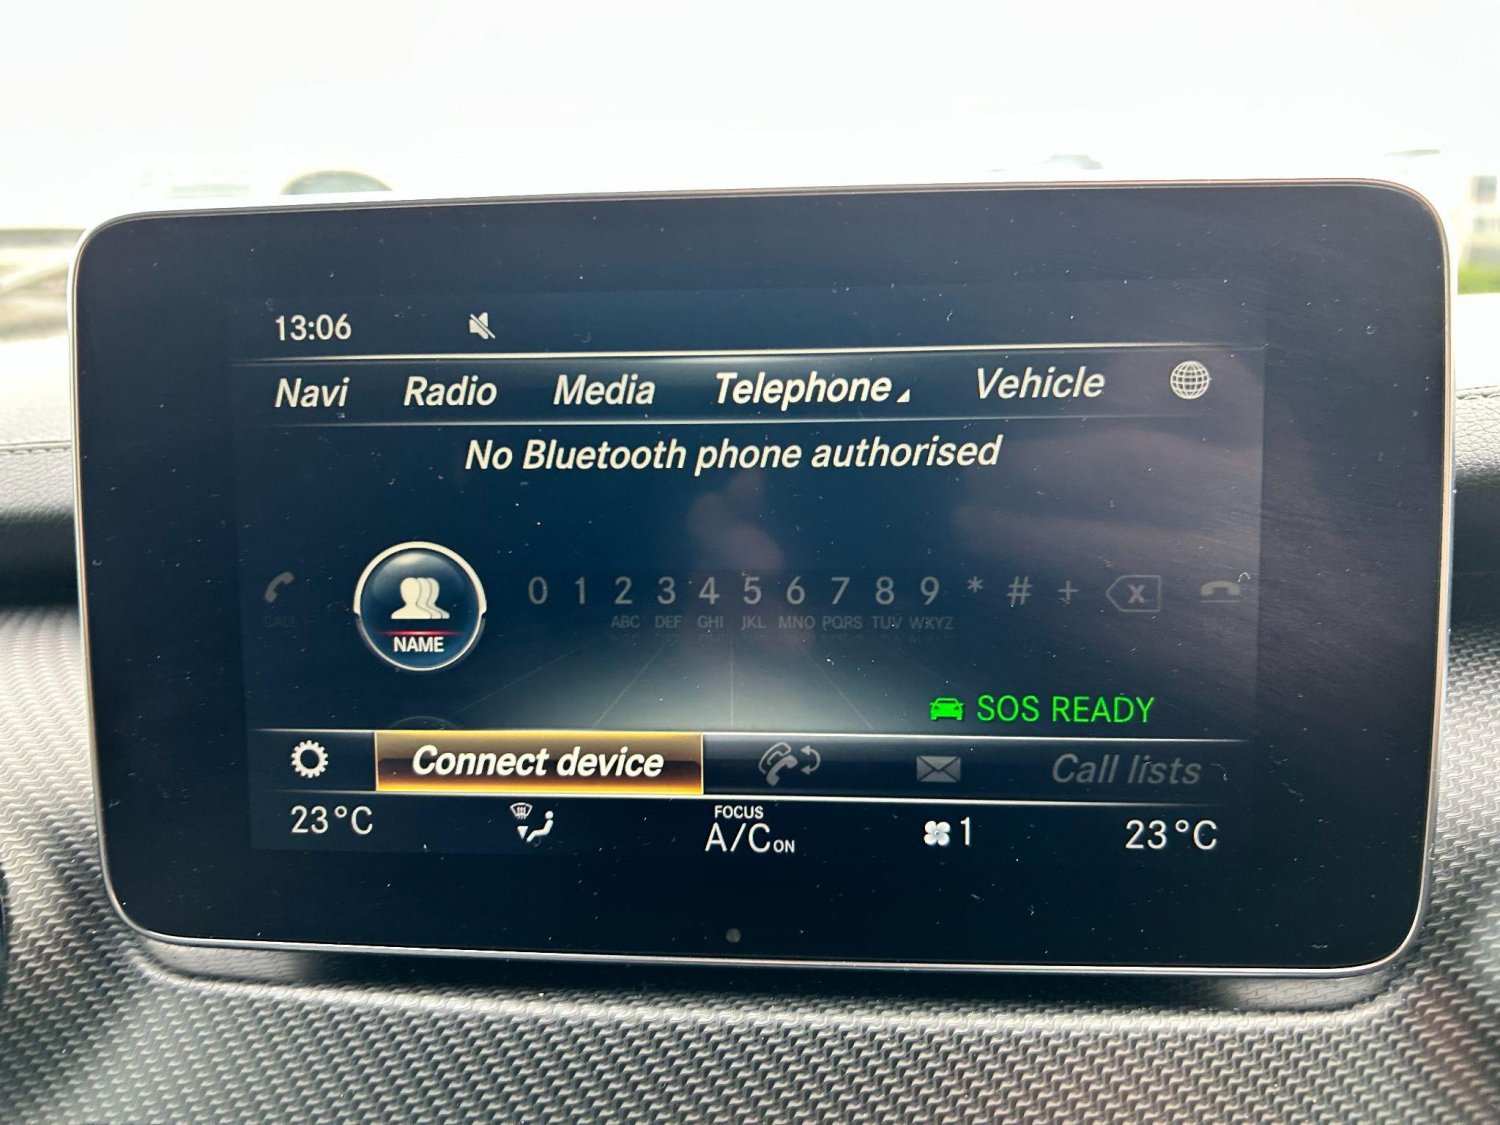 13:06
Navi Radio Media Telephone Vehicle
No Bluetooth phone authorised
CALL NAME 0 1 2 3 4 5 6 7 8 9 * # +
ABC DEF GHI JKL MNO PQRS TUV WXYZ
SOS READY
Connect device Call lists
23°C FOCUS A/C ON 1 23°C